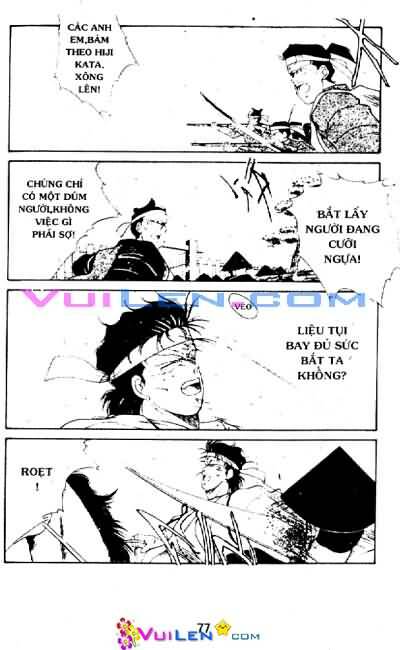 CÁC ANH
EM, BÁM
THEO HIJI
KATA,
XÔNG
LÊN!
CHÚNG CHỈ
CÓ MỘT DÚM
NGƯỜI, KHÔNG
VIỆC GÌ
PHẢI SỢ!
BẮT LẤY
NGƯỜI ĐANG
CƯỠI
NGỰA!
VUILEN.COM
VÈO
LIỆU TỤI
BAY ĐỦ SỨC
BẮT TA
KHÔNG?
ROẸT
!
77
VUILEN.COM